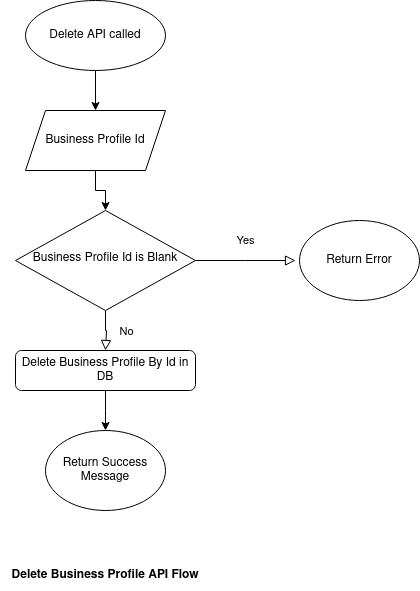 Delete API called
Business Profile Id
Business Profile Id is Blank
Yes
Return Error
No
Delete Business Profile By Id in
DB
Return Success
Message
Delete Business Profile API Flow